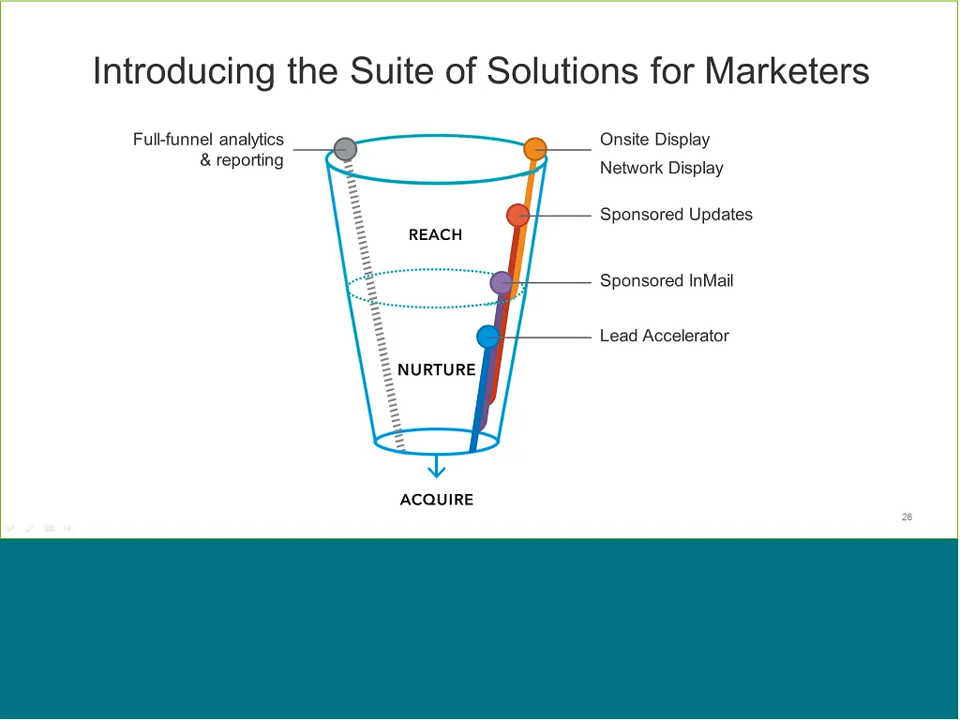 Introducing the Suite of Solutions for Marketers
Full-funnel analytics
& reporting
Onsite Display
Network Display
Sponsored Updates
REACH
Sponsored InMail
Lead Accelerator
NURTURE
ACQUIRE
26